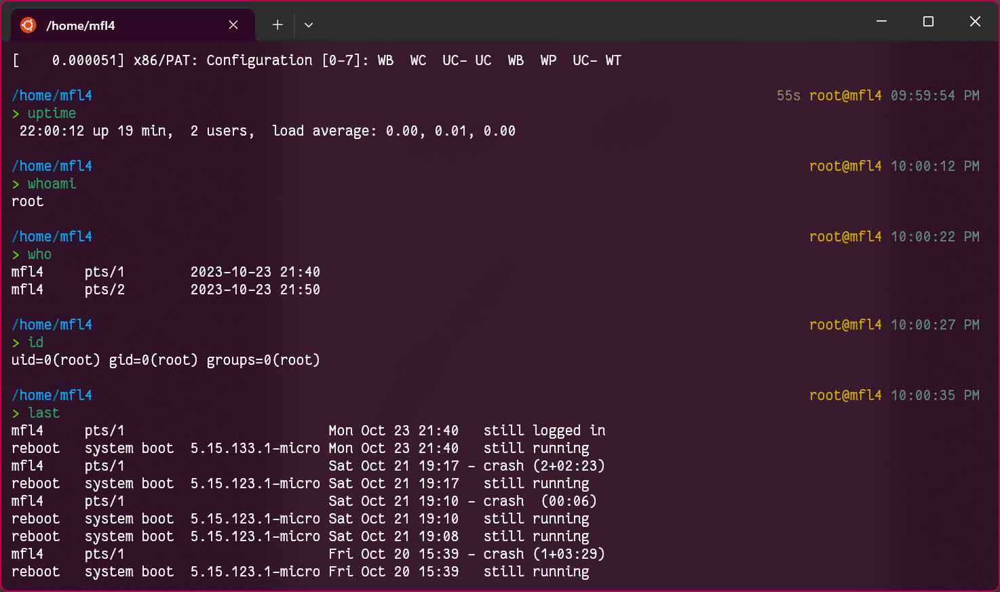 /home/mfl4
[    0.000051] x86/PAT: Configuration [0-7]: WB  WC  UC- UC  WB  WP  UC- WT
/home/mfl4 55s root@mfl4 09:59:54 PM
> uptime
 22:00:12 up 19 min,  2 users,  load average: 0.00, 0.01, 0.00
/home/mfl4 root@mfl4 10:00:12 PM
> whoami
root
/home/mfl4 root@mfl4 10:00:22 PM
> who
mfl4     pts/1        2023-10-23 21:40
mfl4     pts/2        2023-10-23 21:50
/home/mfl4 root@mfl4 10:00:27 PM
> id
uid=0(root) gid=0(root) groups=0(root)
/home/mfl4 root@mfl4 10:00:35 PM
> last
mfl4     pts/1                         Mon Oct 23 21:40   still logged in
reboot   system boot  5.15.133.1-micro Mon Oct 23 21:40   still running
mfl4     pts/1                         Sat Oct 21 19:17 - crash (2+02:23)
reboot   system boot  5.15.123.1-micro Sat Oct 21 19:17   still running
mfl4     pts/1                         Sat Oct 21 19:10 - crash  (00:06)
reboot   system boot  5.15.123.1-micro Sat Oct 21 19:10   still running
reboot   system boot  5.15.123.1-micro Sat Oct 21 19:08   still running
mfl4     pts/1                         Fri Oct 20 15:39 - crash (1+03:29)
reboot   system boot  5.15.123.1-micro Fri Oct 20 15:39   still running